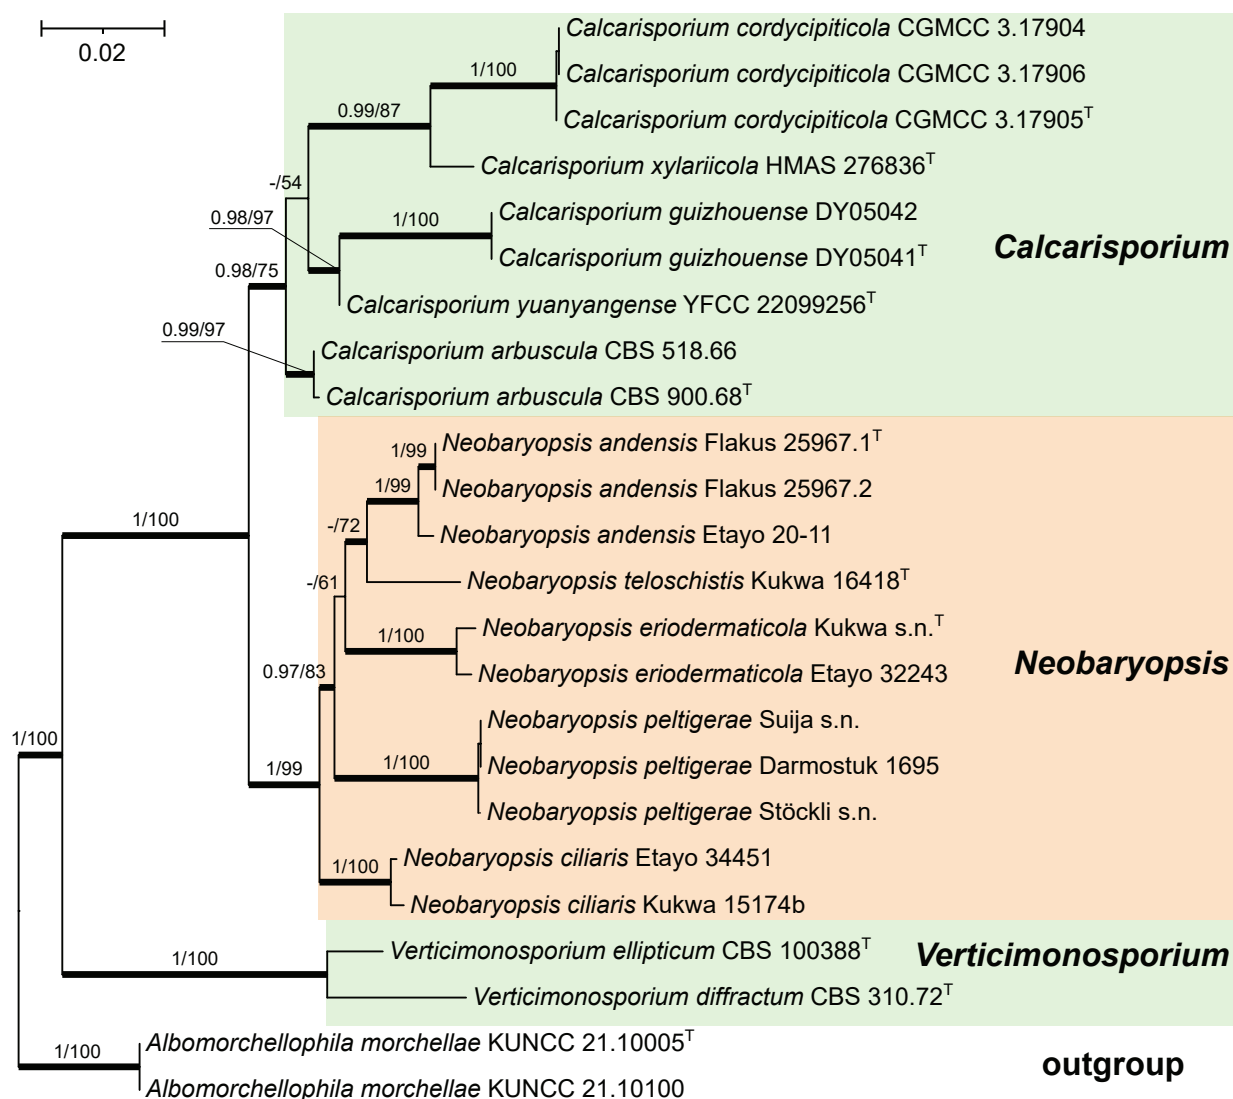 0.02
Calcarisporium cordycipiticola CGMCC 3.17904
1/100
Calcarisporium cordycipiticola CGMCC 3.17906
0.99/87
Calcarisporium cordycipiticola CGMCC 3.17905T
Calcarisporium xylariicola HMAS 276836T
-/54
0.98/97
1/100
Calcarisporium guizhouense DY05042
Calcarisporium
Calcarisporium guizhouense DY05041T
0.98/75
Calcarisporium yuanyangense YFCC 22099256T
0.99/97
Calcarisporium arbuscula CBS 518.66
Calcarisporium arbuscula CBS 900.68T
1/99
Neobaryopsis andensis Flakus 25967.1T
1/99
Neobaryopsis andensis Flakus 25967.2
1/100
-/72
Neobaryopsis andensis Etayo 20-11
-/61
Neobaryopsis teloschistis Kukwa 16418T
1/100
Neobaryopsis eriodermaticola Kukwa s.n.T
0.97/83
Neobaryopsis eriodermaticola Etayo 32243
Neobaryopsis
Neobaryopsis peltigerae Suija s.n.
1/100
1/99
1/100
Neobaryopsis peltigerae Darmostuk 1695
Neobaryopsis peltigerae Stöckli s.n.
1/100
Neobaryopsis ciliaris Etayo 34451
Neobaryopsis ciliaris Kukwa 15174b
1/100
Verticimonosporium ellipticum CBS 100388T
Verticimonosporium
Verticimonosporium diffractum CBS 310.72T
1/100
Albomorchellophila morchellae KUNCC 21.10005T
outgroup
Albomorchellophila morchellae KUNCC 21.10100